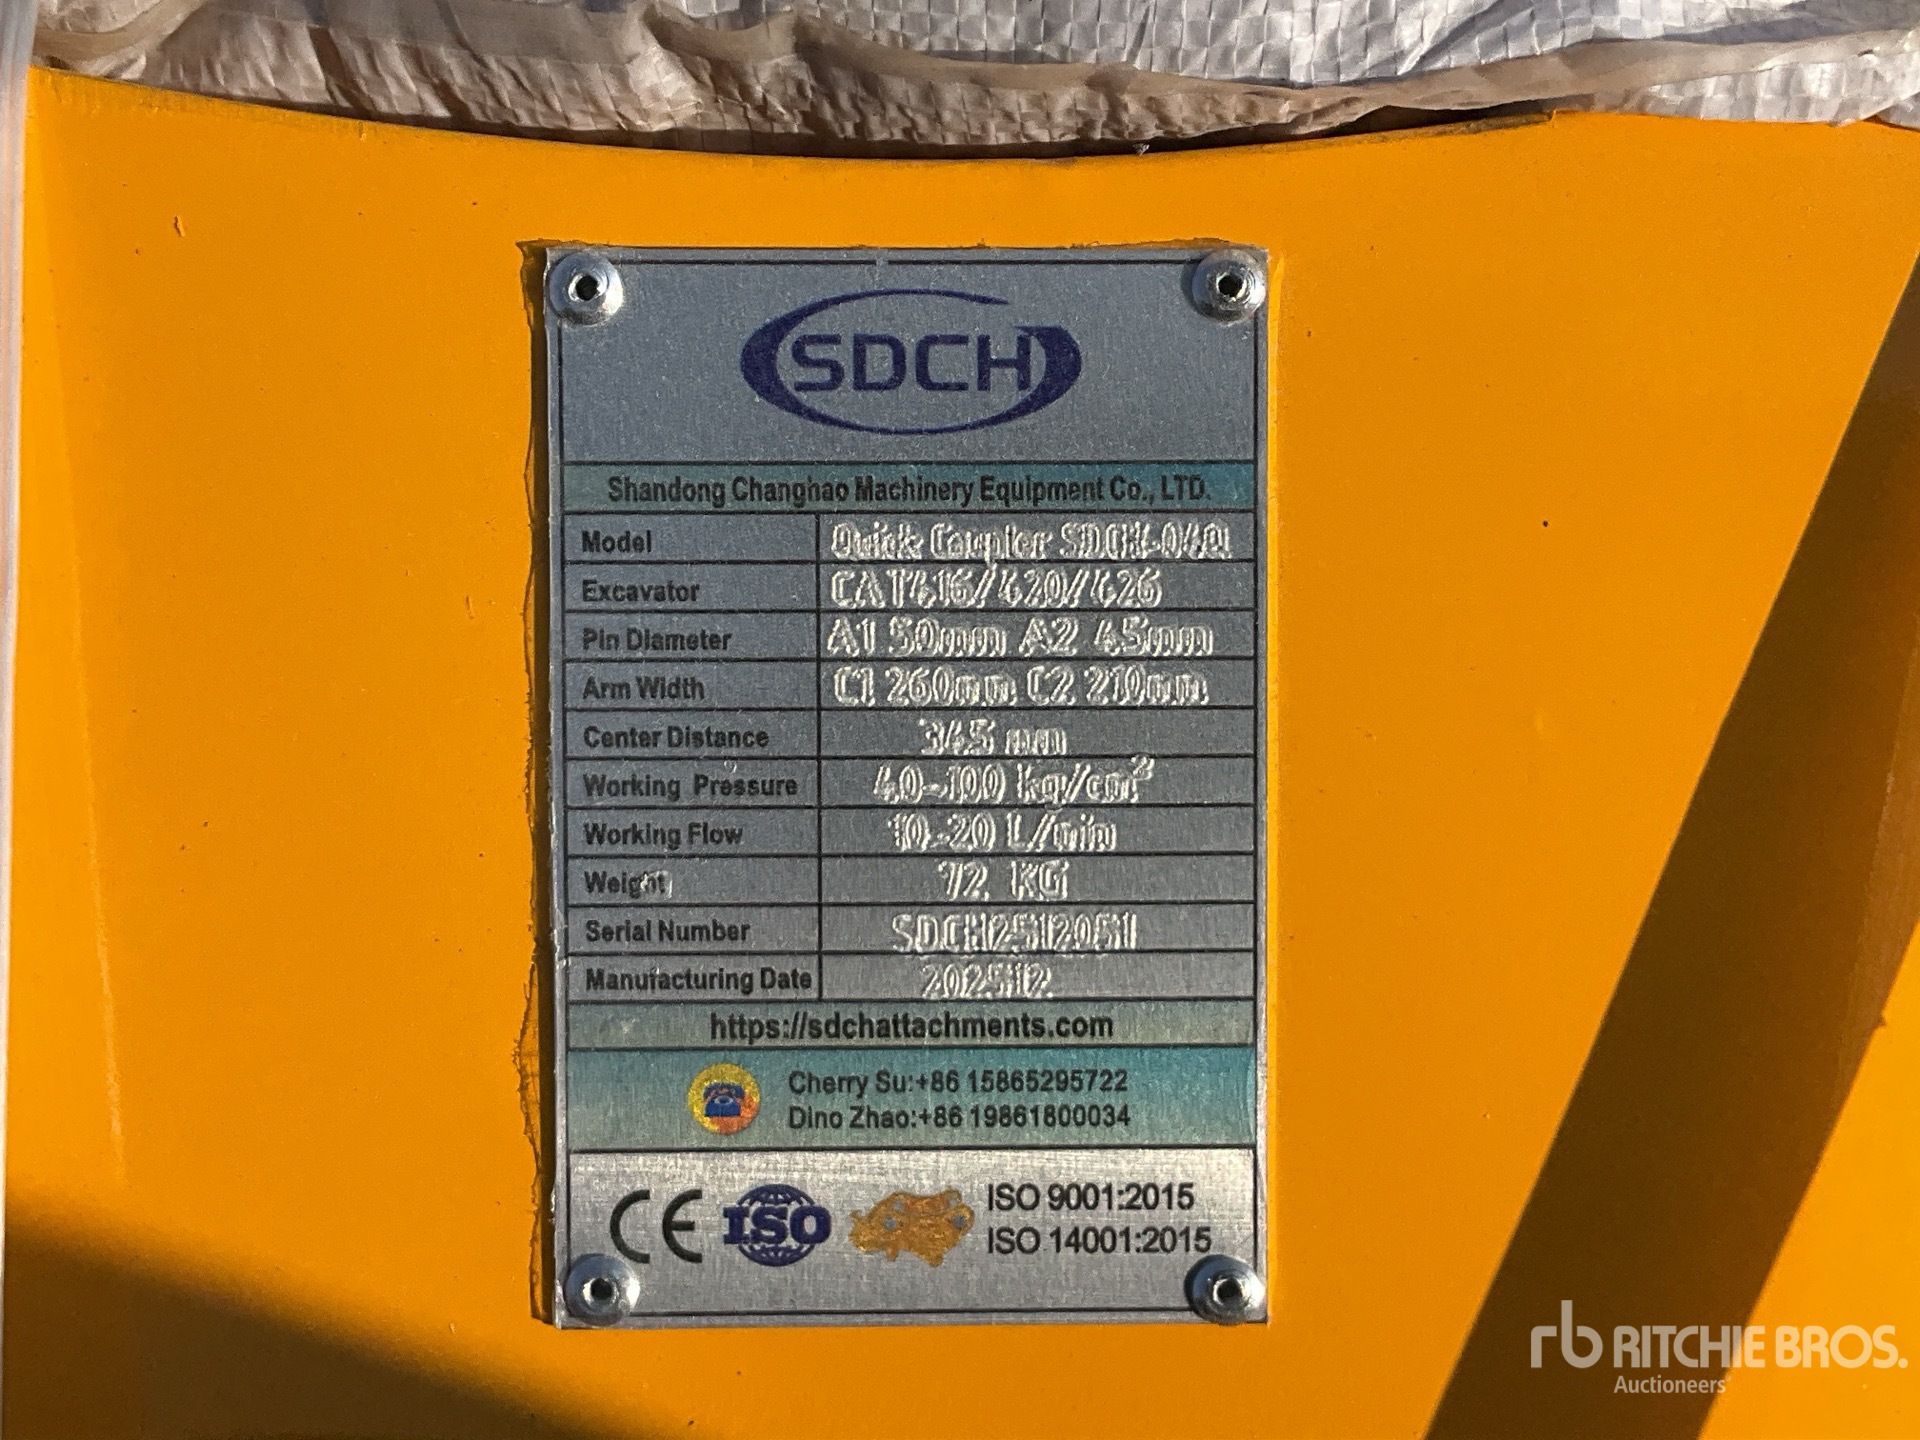 SDCH
Shandong Changhao Machinery Equipment Co., LTD.
Model Quick Coupler
Excavator CAT416/420/426
Pin Diameter A1 50mm A2 45mm
Arm Width C1 260mm C2 210mm
Center Distance 345 mm
Working Pressure 40-100 kg/cm²
Working Flow 10-20 L/min
Weight 72 KG
Serial Number SDCH2512051
Manufacturing Date 202512
https://sdchattachments.com
Cherry Su:+86 15865295722
Dino Zhao:+86 19861800034
CE ISO ISO 9001:2015
ISO 14001:2015
rb RITCHIE BROS.
Auctioneers